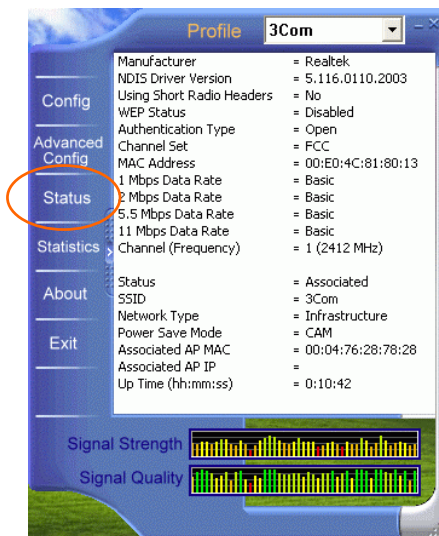 Profile 3Com
Config
Advanced
Config
Status
Statistics
About
Exit
Manufacturer = Realtek
NDIS Driver Version = 5.116.0110.2003
Using Short Radio Headers = No
WEP Status = Disabled
Authentication Type = Open
Channel Set = FCC
MAC Address = 00:E0:4C:81:80:13
1 Mbps Data Rate = Basic
2 Mbps Data Rate = Basic
5.5 Mbps Data Rate = Basic
11 Mbps Data Rate = Basic
Channel (Frequency) = 1 (2412 MHz)
Status = Associated
SSID = 3Com
Network Type = Infrastructure
Power Save Mode = CAM
Associated AP MAC = 00:04:76:28:78:28
Associated AP IP =
Up Time (hh:mm:ss) = 0:10:42
Signal Strength
Signal Quality